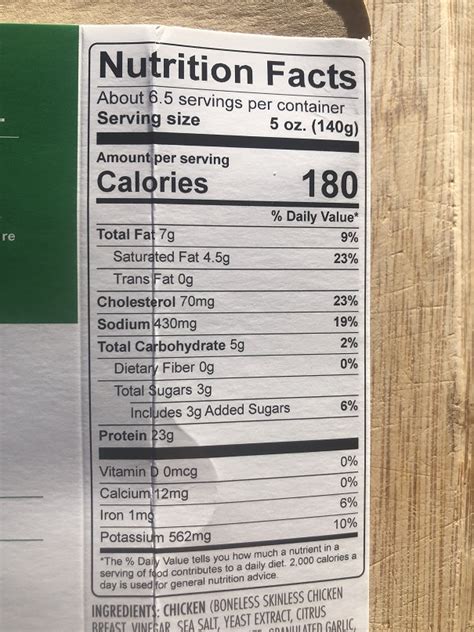 re
Nutrition Facts
About 6.5 servings per container
Serving size 5 oz. (140g)
Amount per serving
Calories 180
% Daily Value*
Total Fat 7g 9%
Saturated Fat 4.5g 23%
Trans Fat 0g
Cholesterol 70mg 23%
Sodium 430mg 19%
Total Carbohydrate 5g 2%
Dietary Fiber 0g 0%
Total Sugars 3g
Includes 3g Added Sugars 6%
Protein 23g
Vitamin D 0mcg 0%
Calcium 12mg 0%
Iron 1mg 6%
Potassium 562mg 10%
*The % Daily Value tells you how much a nutrient in a
serving of food contributes to a daily diet. 2,000 calories a
day is used for general nutrition advice.
INGREDIENTS: CHICKEN (BONELESS SKINLESS CHICKEN
BREAST, VINEGAR, SEA SALT, YEAST EXTRACT, CITRUS
GRANULATED GARLIC,